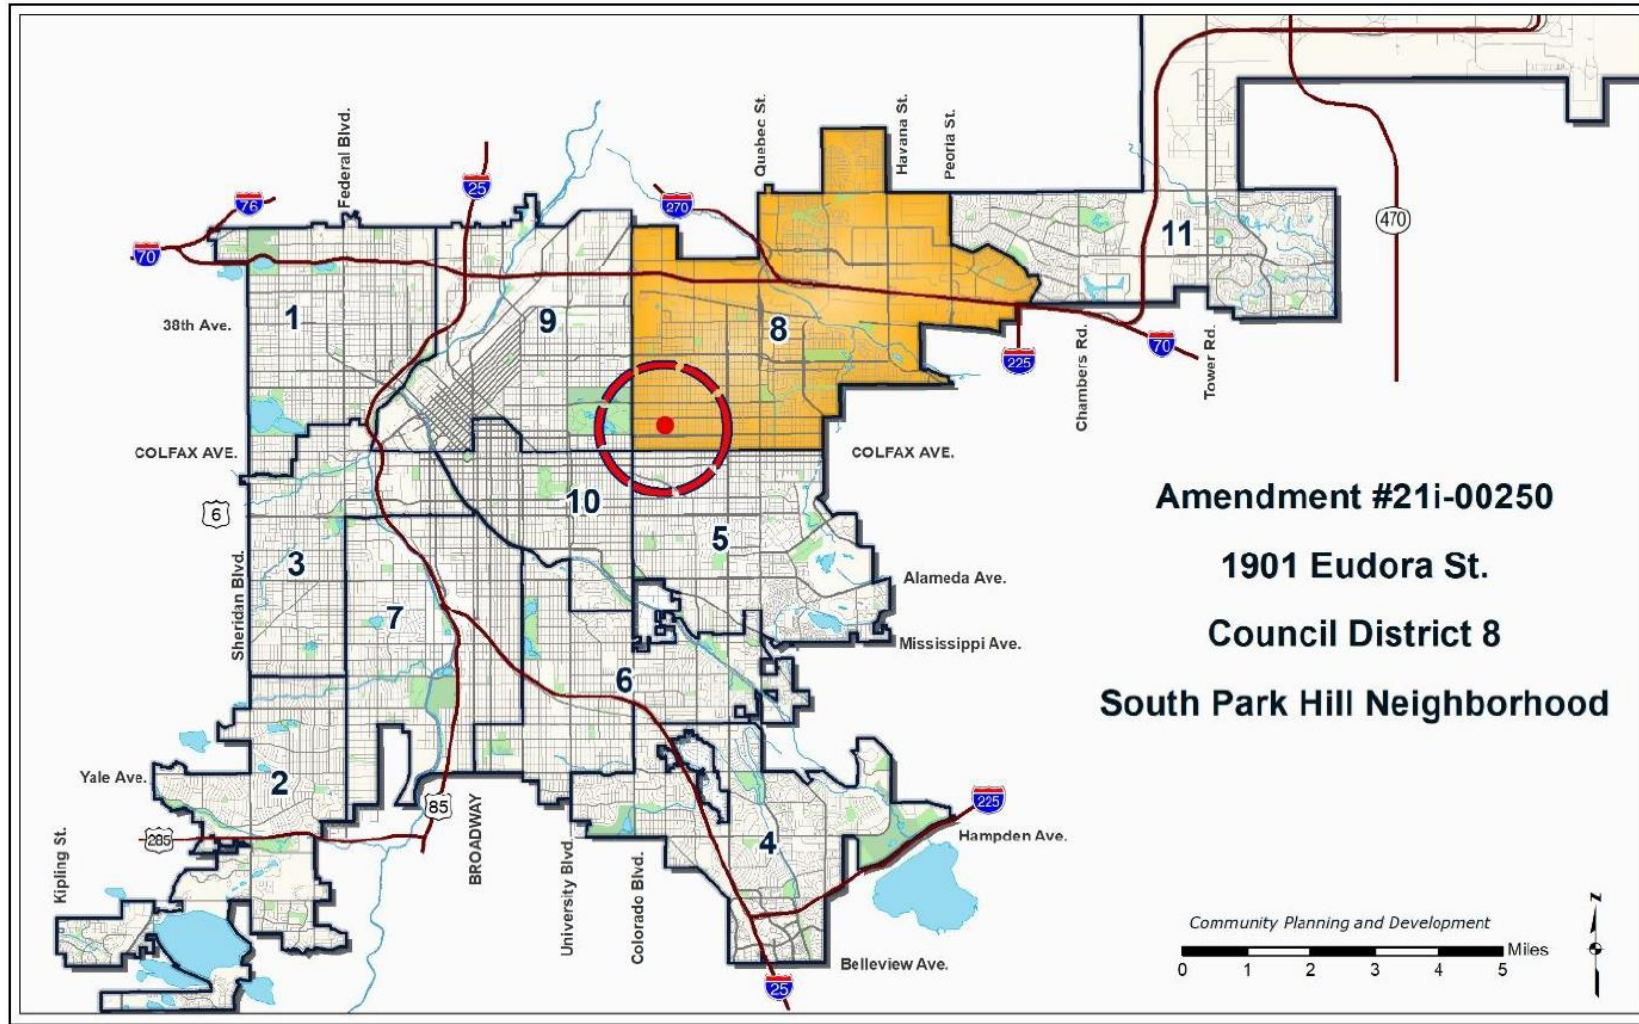 Federal Blvd.
Quebec St.
Havana St.
Peoria St.
76
25
270
470
70
11
1
38th Ave.
9
8
225
70
Chambers Rd.
Tower Rd.
COLFAX AVE.
COLFAX AVE.
6
10
5
3
Sheridan Blvd.
Alameda Ave.
7
Mississippi Ave.
6
Yale Ave.
2
85
285
BROADWAY
University Blvd.
Colorado Blvd.
Kipling St.
4
225
Hampden Ave.
Belleview Ave.
25
Amendment #21i-00250
1901 Eudora St.
Council District 8
South Park Hill Neighborhood
Community Planning and Development
Miles
0 1 2 3 4 5
N